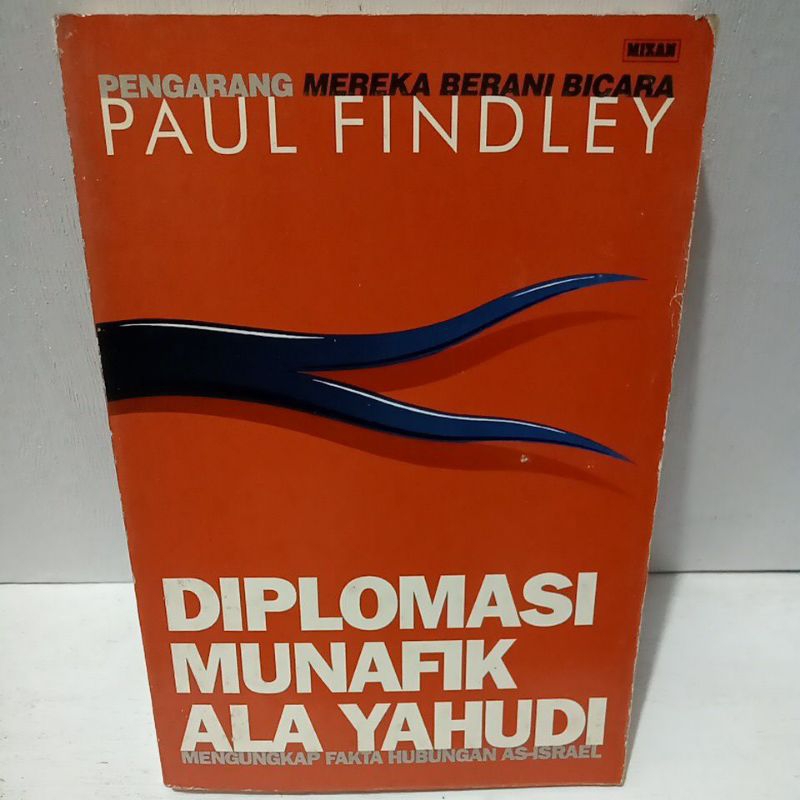 MIZAN
PENGARANG MEREKA BERANI BICARA
PAUL FINDLEY
DIPLOMASI
MUNAFIK
ALA YAHUDI
MENGUNGKAP FAKTA HUBUNGAN AS-ISRAEL